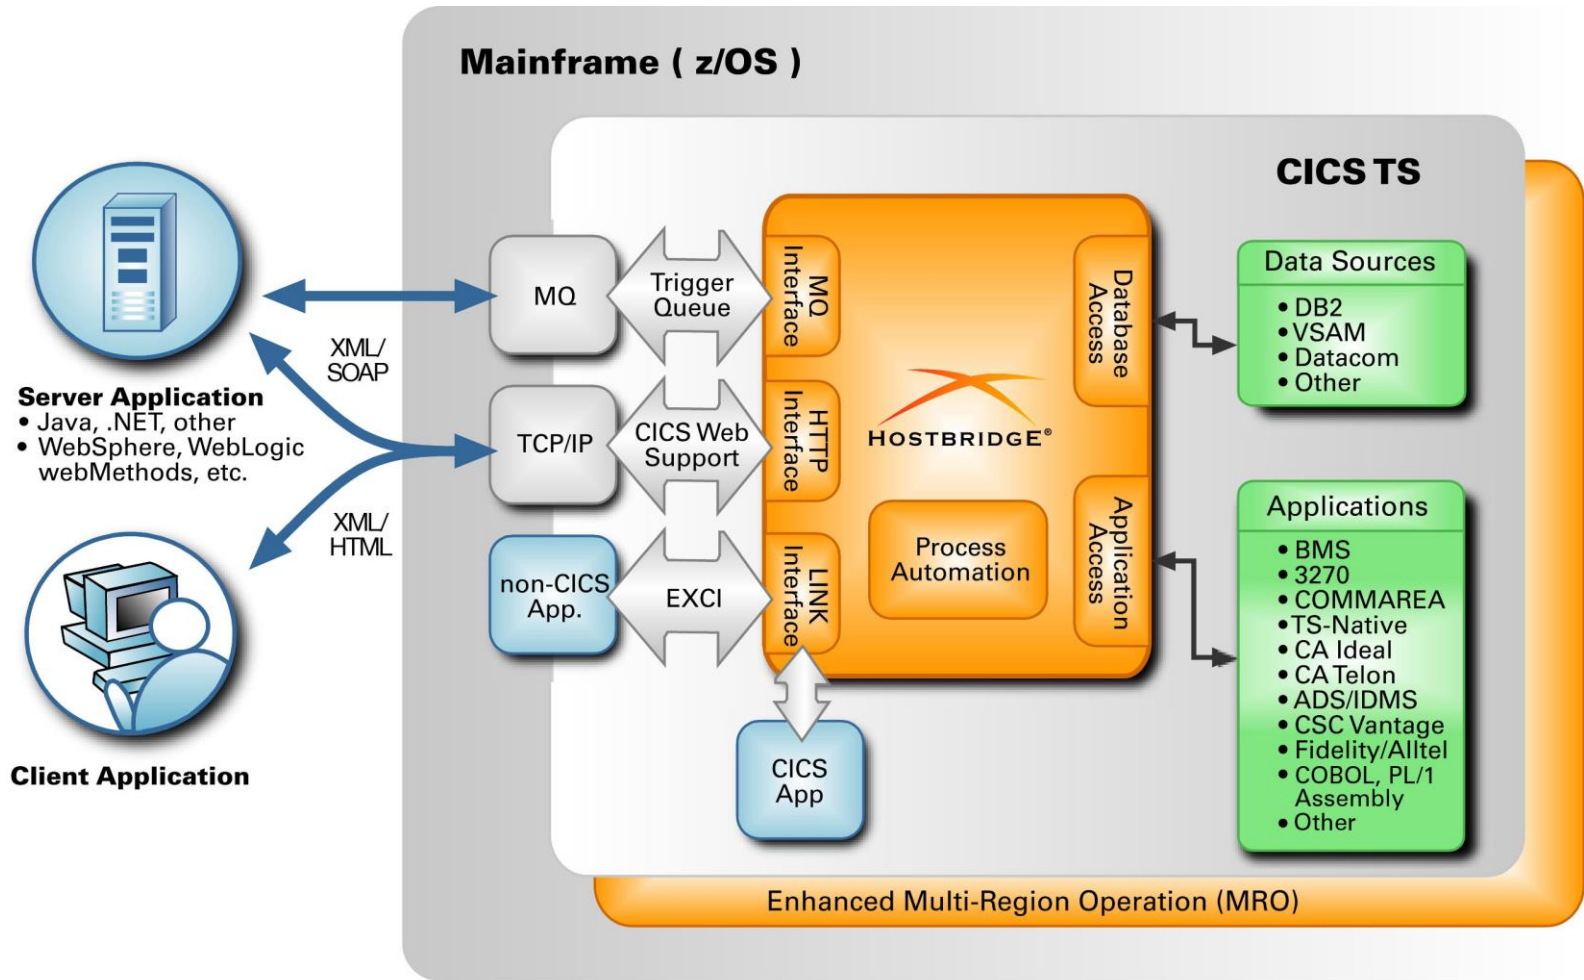 Mainframe ( z/OS )
CICS TS
MQ
Trigger
Queue
MQ
Interface
Database
Access
Data Sources
• DB2
• VSAM
• Datacom
• Other
XML/
SOAP
Server Application
• Java, .NET, other
• WebSphere, WebLogic
webMethods, etc.
TCP/IP
CICS Web
Support
HTTP
Interface
HOSTBRIDGE®
XML/
HTML
non-CICS
App.
EXCI
LINK
Interface
Process
Automation
Application
Access
Applications
• BMS
• 3270
• COMMAREA
• TS-Native
• CA Ideal
• CA Telon
• ADS/IDMS
• CSC Vantage
• Fidelity/Alltel
• COBOL, PL/1
Assembly
• Other
Client Application
CICS
App
Enhanced Multi-Region Operation (MRO)